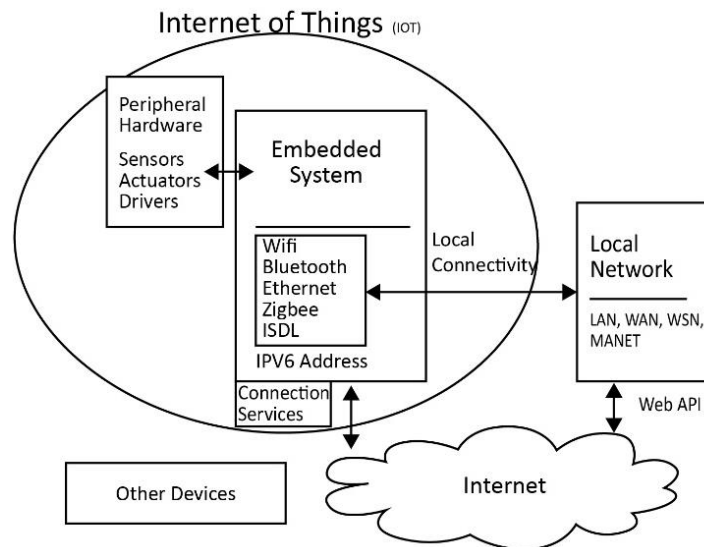 Internet of Things (IOT)
Peripheral
Hardware
Sensors
Actuators
Drivers
Embedded
System
Wifi
Bluetooth
Ethernet
Zigbee
ISDL
IPV6 Address
Connection
Services
Local
Connectivity
Local
Network
LAN, WAN, WSN,
MANET
Web API
Internet
Other Devices